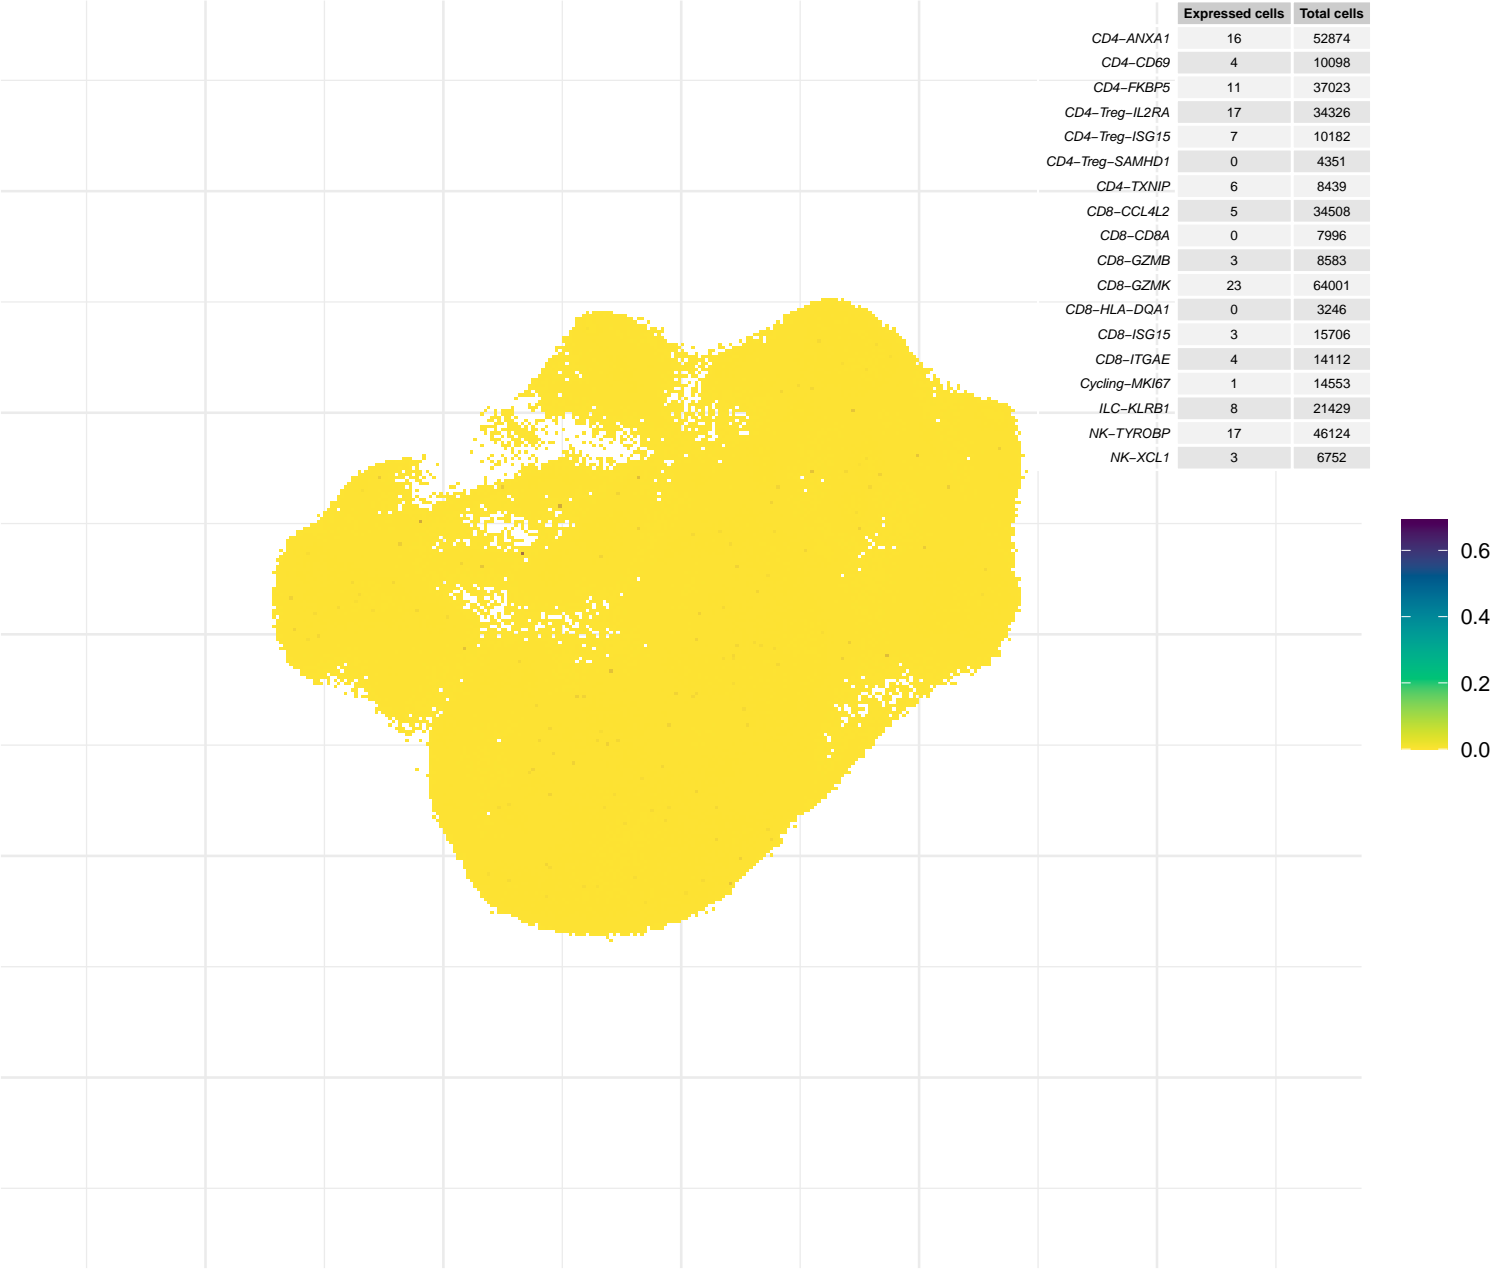 Expressed cells Total cells
CD4−ANXA1 16 52874
CD4−CD69 4 10098
CD4−FKBP5 11 37023
CD4−Treg−IL2RA 17 34326
CD4−Treg−ISG15 7 10182
CD4−Treg−SAMHD1 0 4351
CD4−TXNIP 6 8439
CD8−CCL4L2 5 34508
CD8−CD8A 0 7996
CD8−GZMB 3 8583
CD8−GZMK 23 64001
CD8−HLA−DQA1 0 3246
CD8−ISG15 3 15706
CD8−ITGAE 4 14112
Cycling−MKI67 1 14553
ILC−KLRB1 8 21429
NK−TYROBP 17 46124
NK−XCL1 3 6752
0.6
0.4
0.2
0.0